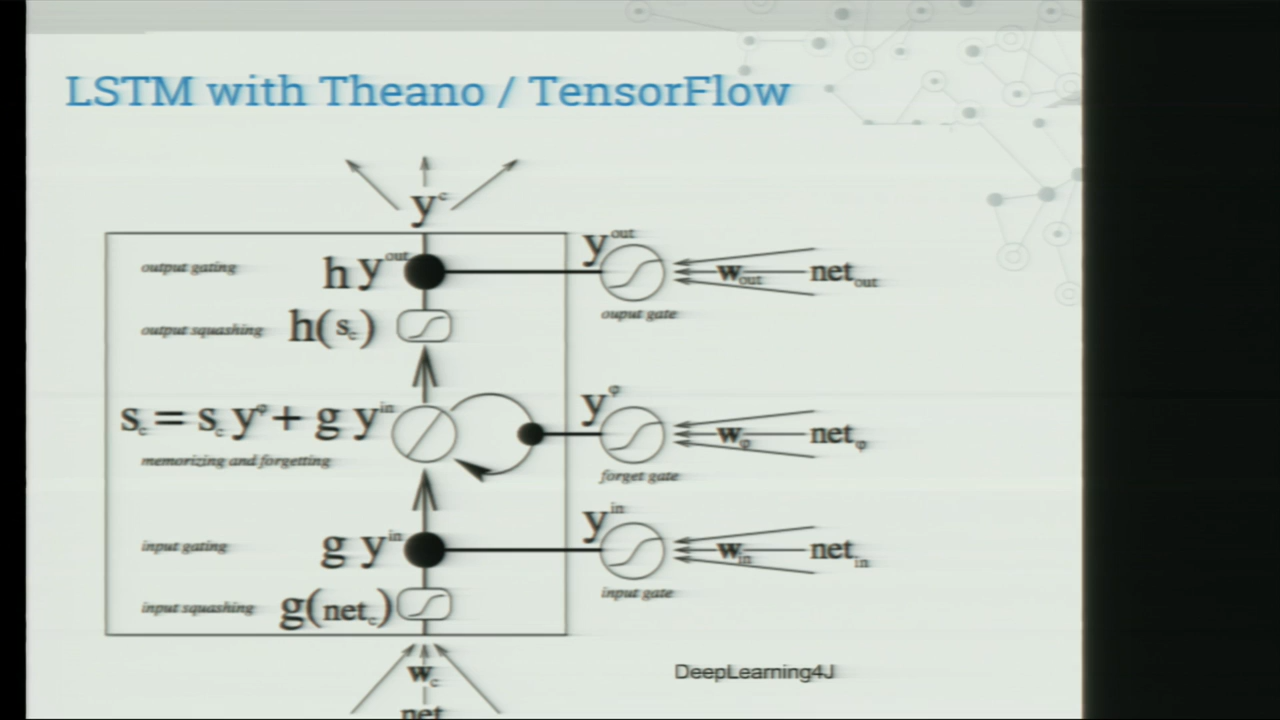 LSTM with Theano / TensorFlow
y^c
output gating
h y^out
y^out
w_out
net_out
ouput gate
output squashing
h(s_c)
s_c = s_c y^φ + g y^in
memorizing and forgetting
y^φ
w_φ
net_φ
forget gate
input gating
g y^in
y^in
w_in
net_in
input gate
input squashing
g(net_c)
w_c
net
DeepLearning4J